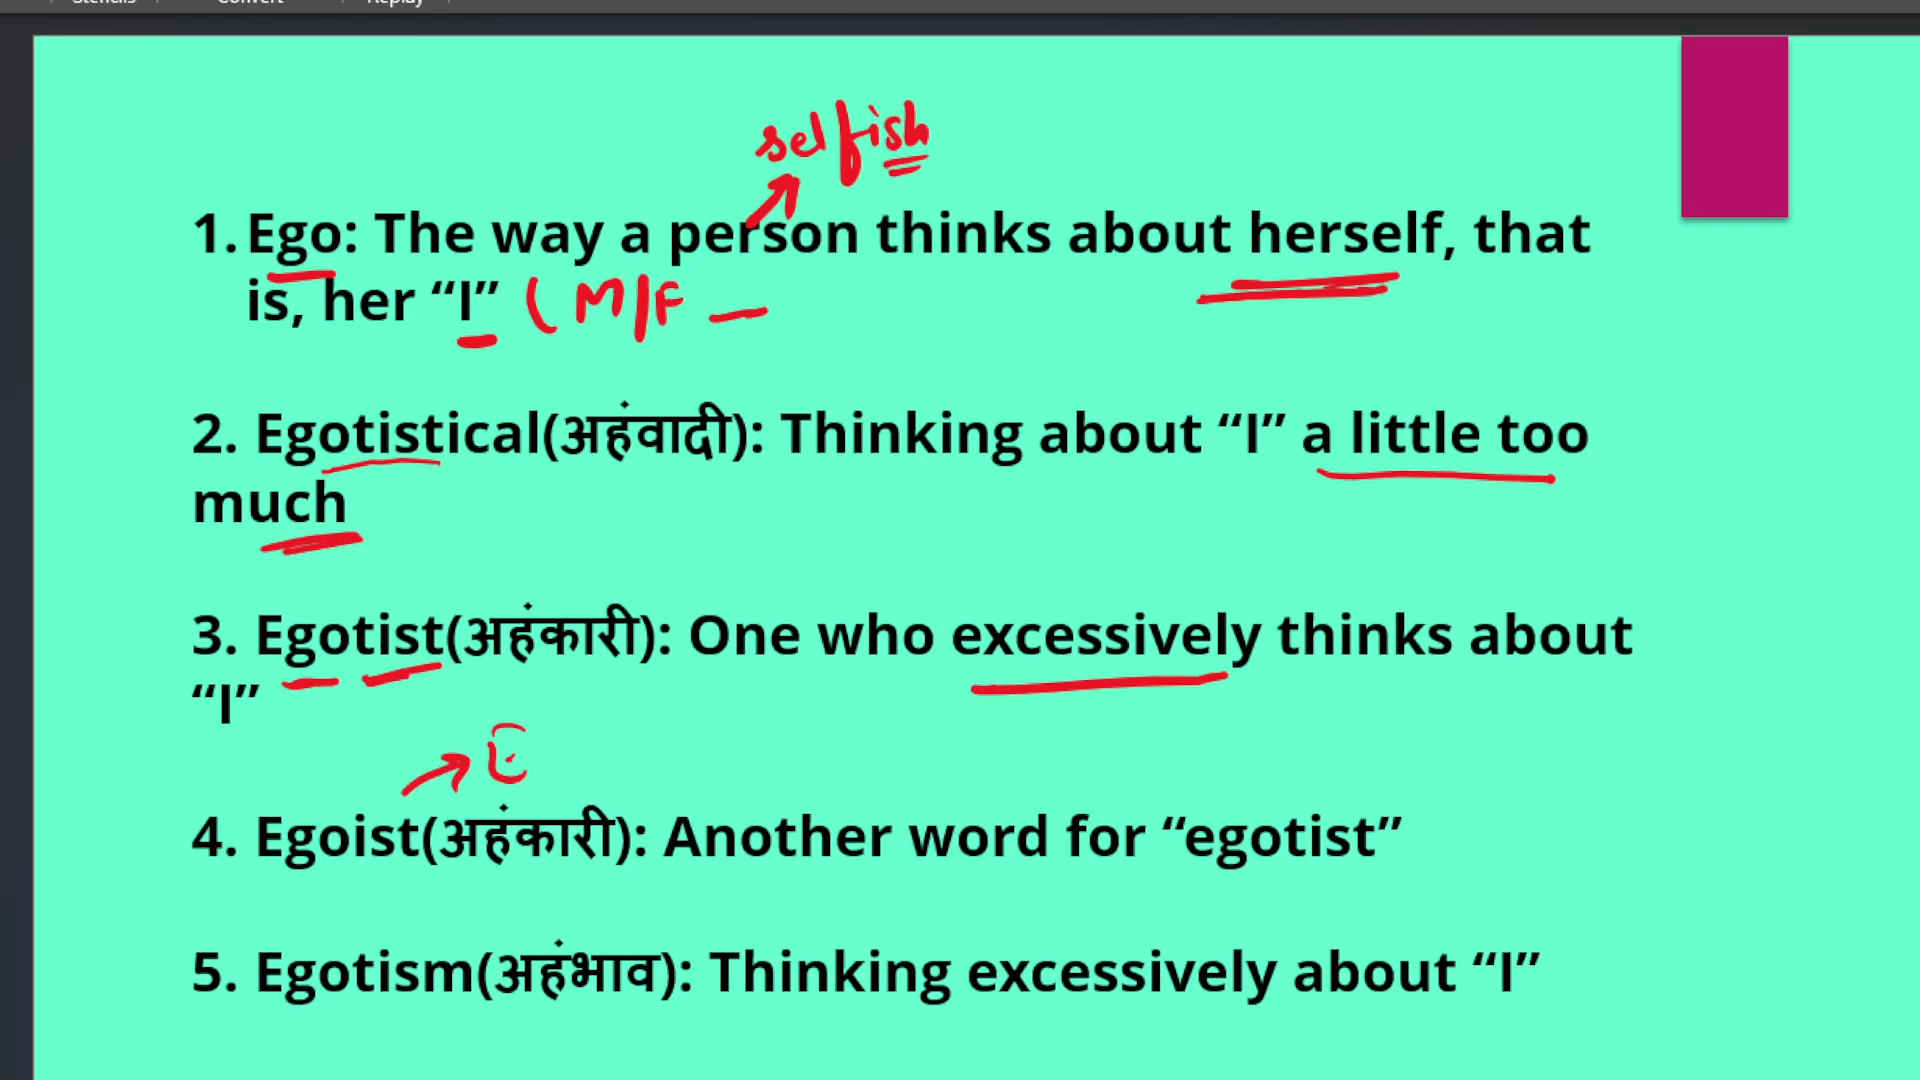 selfish
1. Ego: The way a person thinks about herself, that
is, her “I” ( M/F
2. Egotistical(अहंवादी): Thinking about “I” a little too
much
3. Egotist(अहंकारी): One who excessively thinks about
“I”
E
4. Egoist(अहंकारी): Another word for “egotist”
5. Egotism(अहंभाव): Thinking excessively about “I”